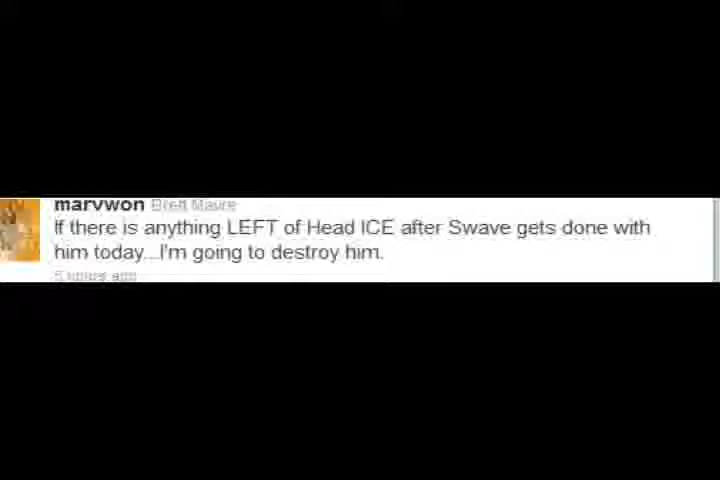 marvwon Brett Mavre
If there is anything LEFT of Head ICE after Swave gets done with
him today...I'm going to destroy him.
5 hours ago